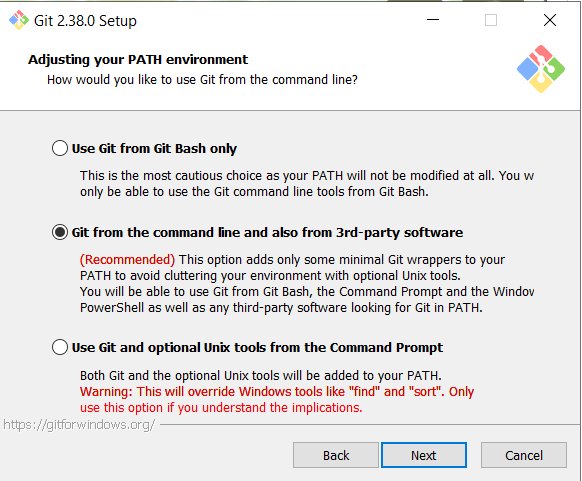 Git 2.38.0 Setup
Adjusting your PATH environment
How would you like to use Git from the command line?
Use Git from Git Bash only
This is the most cautious choice as your PATH will not be modified at all. You w
only be able to use the Git command line tools from Git Bash.
Git from the command line and also from 3rd-party software
(Recommended) This option adds only some minimal Git wrappers to your
PATH to avoid cluttering your environment with optional Unix tools.
You will be able to use Git from Git Bash, the Command Prompt and the Window
PowerShell as well as any third-party software looking for Git in PATH.
Use Git and optional Unix tools from the Command Prompt
Both Git and the optional Unix tools will be added to your PATH.
Warning: This will override Windows tools like "find" and "sort". Only
use this option if you understand the implications.
https://gitforwindows.org/
Back Next Cancel